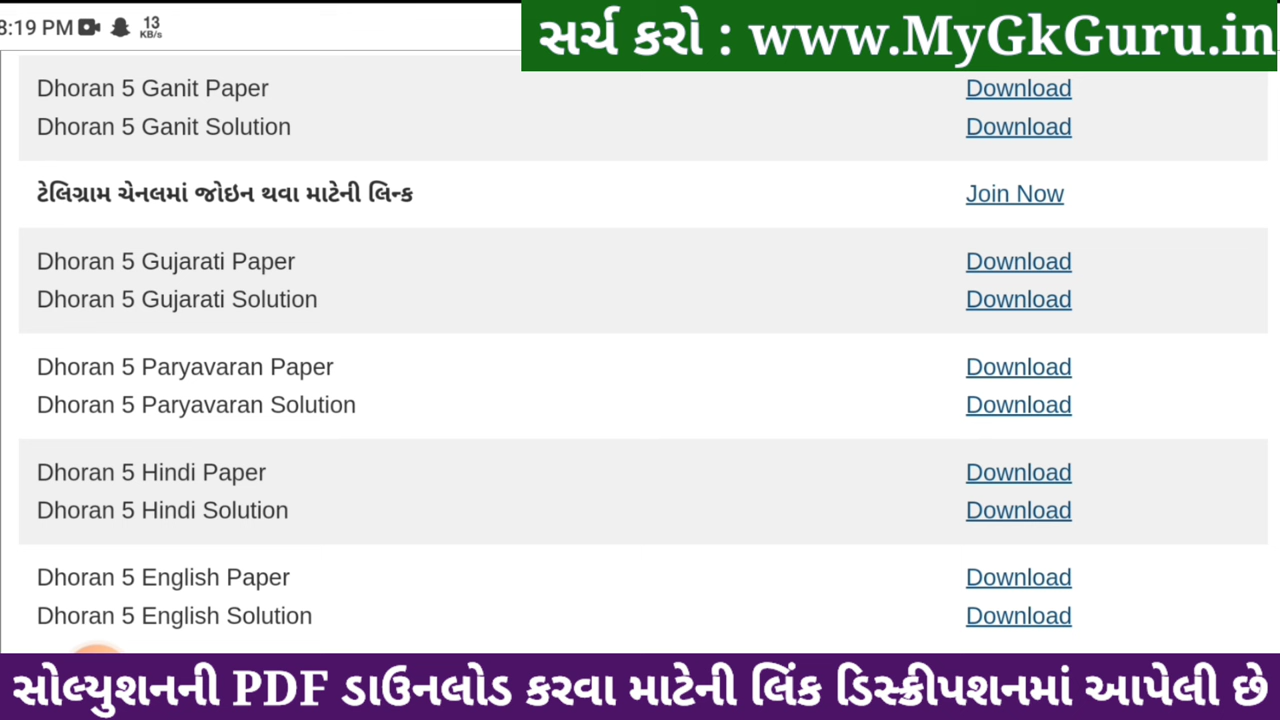 8:19 PM 13 KB/s
સર્ચ કરો : www.MyGkGuru.in
Dhoran 5 Ganit Paper Download
Dhoran 5 Ganit Solution Download
ટેલિગ્રામ ચેનલમાં જોઇન થવા માટેની લિન્ક Join Now
Dhoran 5 Gujarati Paper Download
Dhoran 5 Gujarati Solution Download
Dhoran 5 Paryavaran Paper Download
Dhoran 5 Paryavaran Solution Download
Dhoran 5 Hindi Paper Download
Dhoran 5 Hindi Solution Download
Dhoran 5 English Paper Download
Dhoran 5 English Solution Download
સોલ્યુશનની PDF ડાઉનલોડ કરવા માટેની લિંક ડિસ્ક્રીપશનમાં આપેલી છે